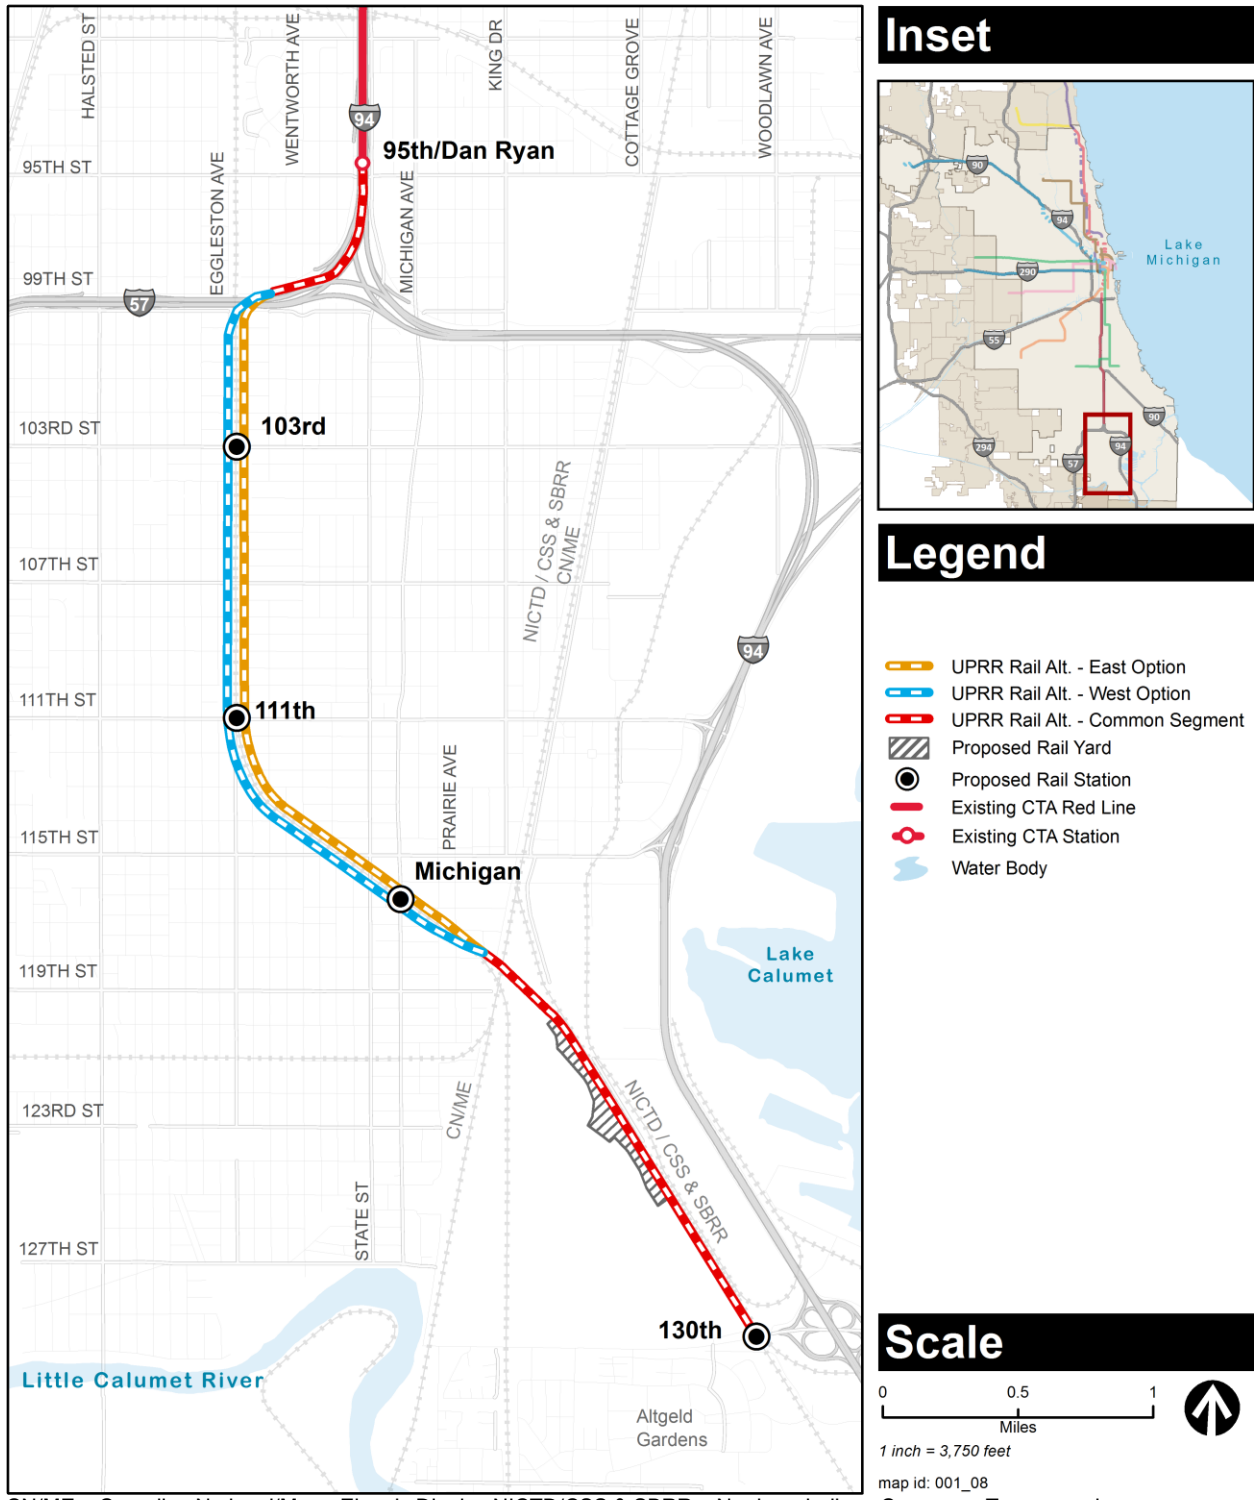 HALSTED ST
EGGLESTON AVE
WENTWORTH AVE
94
KING DR
COTTAGE GROVE
WOODLAWN AVE
95th/Dan Ryan
95TH ST
MICHIGAN AVE
99TH ST
57
103RD ST
103rd
NICTD / CSS & SBRR
CN/ME
107TH ST
94
111TH ST
111th
PRAIRIE AVE
115TH ST
Michigan
Lake
Calumet
119TH ST
CN/ME
NICTD / CSS & SBRR
123RD ST
STATE ST
127TH ST
130th
Little Calumet River
Altgeld
Gardens
Inset
90
94
Lake
Michigan
290
55
90
294
57
94
Legend
UPRR Rail Alt. - East Option
UPRR Rail Alt. - West Option
UPRR Rail Alt. - Common Segment
Proposed Rail Yard
Proposed Rail Station
Existing CTA Red Line
Existing CTA Station
Water Body
Scale
0 0.5 1
Miles
1 inch = 3,750 feet
map id: 001_08